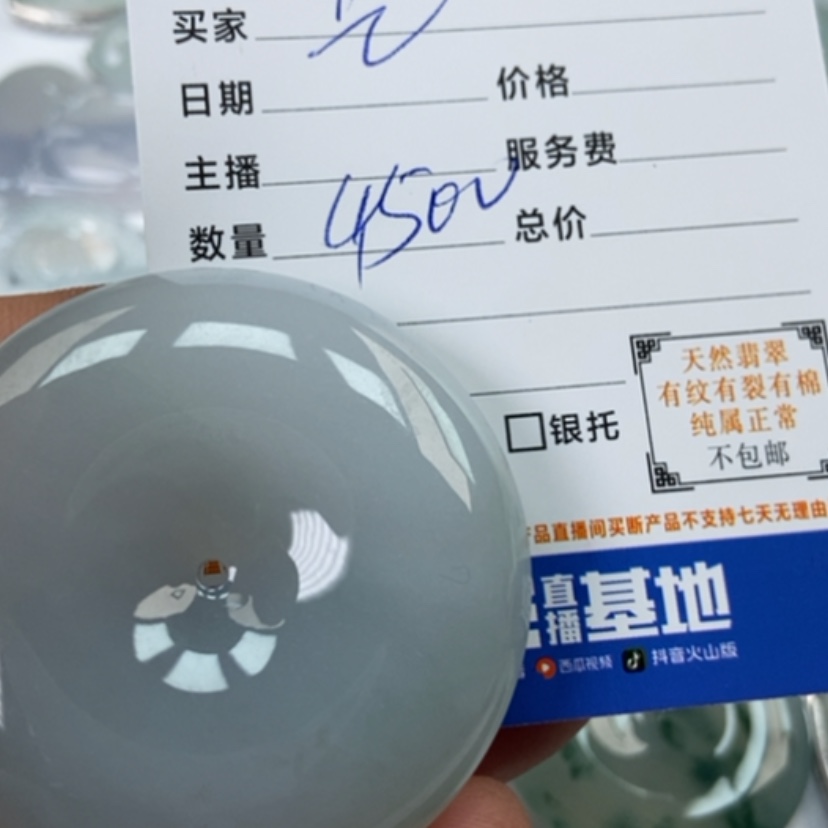 买家
日期 价格
主播 服务费
数量 4500 总价
银托
天然翡翠
有纹有裂有棉
纯属正常
不包邮
品直播间买断产品不支持七天无理由
直播基地
西瓜视频 抖音火山版